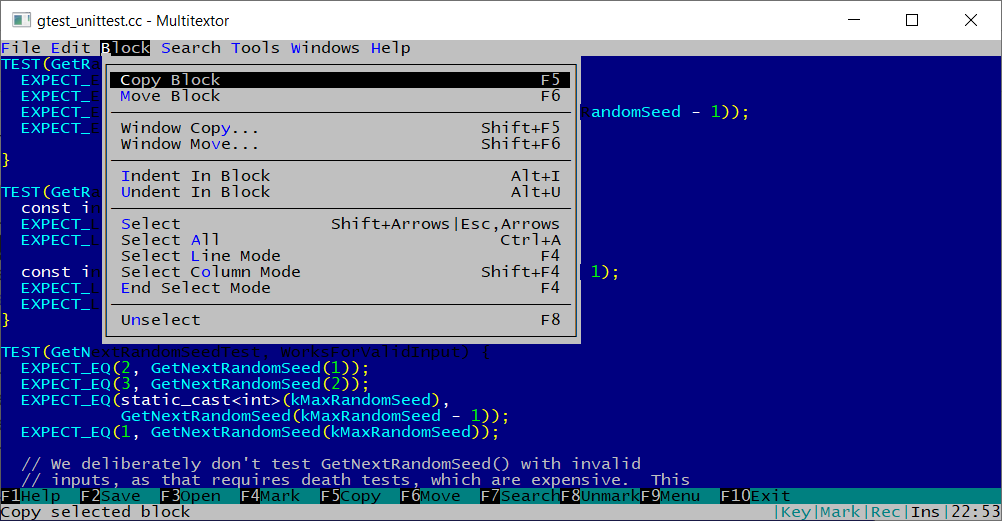 gtest_unittest.cc - Multitextor
File Edit Block Search Tools Windows Help
TEST(GetR
Copy Block F5
EXPECT_
Move Block F6
EXPECT_
EXPECT_ andomSeed - 1));
Window Copy... Shift+F5
EXPECT_
Window Move... Shift+F6
}
Indent In Block Alt+I
TEST(GetR
Undent In Block Alt+U
const in
EXPECT_
Select Shift+Arrows|Esc,Arrows
EXPECT_
Select All Ctrl+A
Select Line Mode F4
const in 1);
Select Column Mode Shift+F4
EXPECT_
End Select Mode F4
EXPECT_
}
Unselect F8
TEST(GetNextRandomSeedTest, WorksForValidInput) {
EXPECT_EQ(2, GetNextRandomSeed(1));
EXPECT_EQ(3, GetNextRandomSeed(2));
EXPECT_EQ(static_cast<int>(kMaxRandomSeed),
GetNextRandomSeed(kMaxRandomSeed - 1));
EXPECT_EQ(1, GetNextRandomSeed(kMaxRandomSeed));
// We deliberately don't test GetNextRandomSeed() with invalid
// inputs, as that requires death tests, which are expensive. This
F1Help F2Save F3Open F4Mark F5Copy F6Move F7SearchF8UnmarkF9Menu F10Exit
Copy selected block |Key|Mark|Rec|Ins|22:53